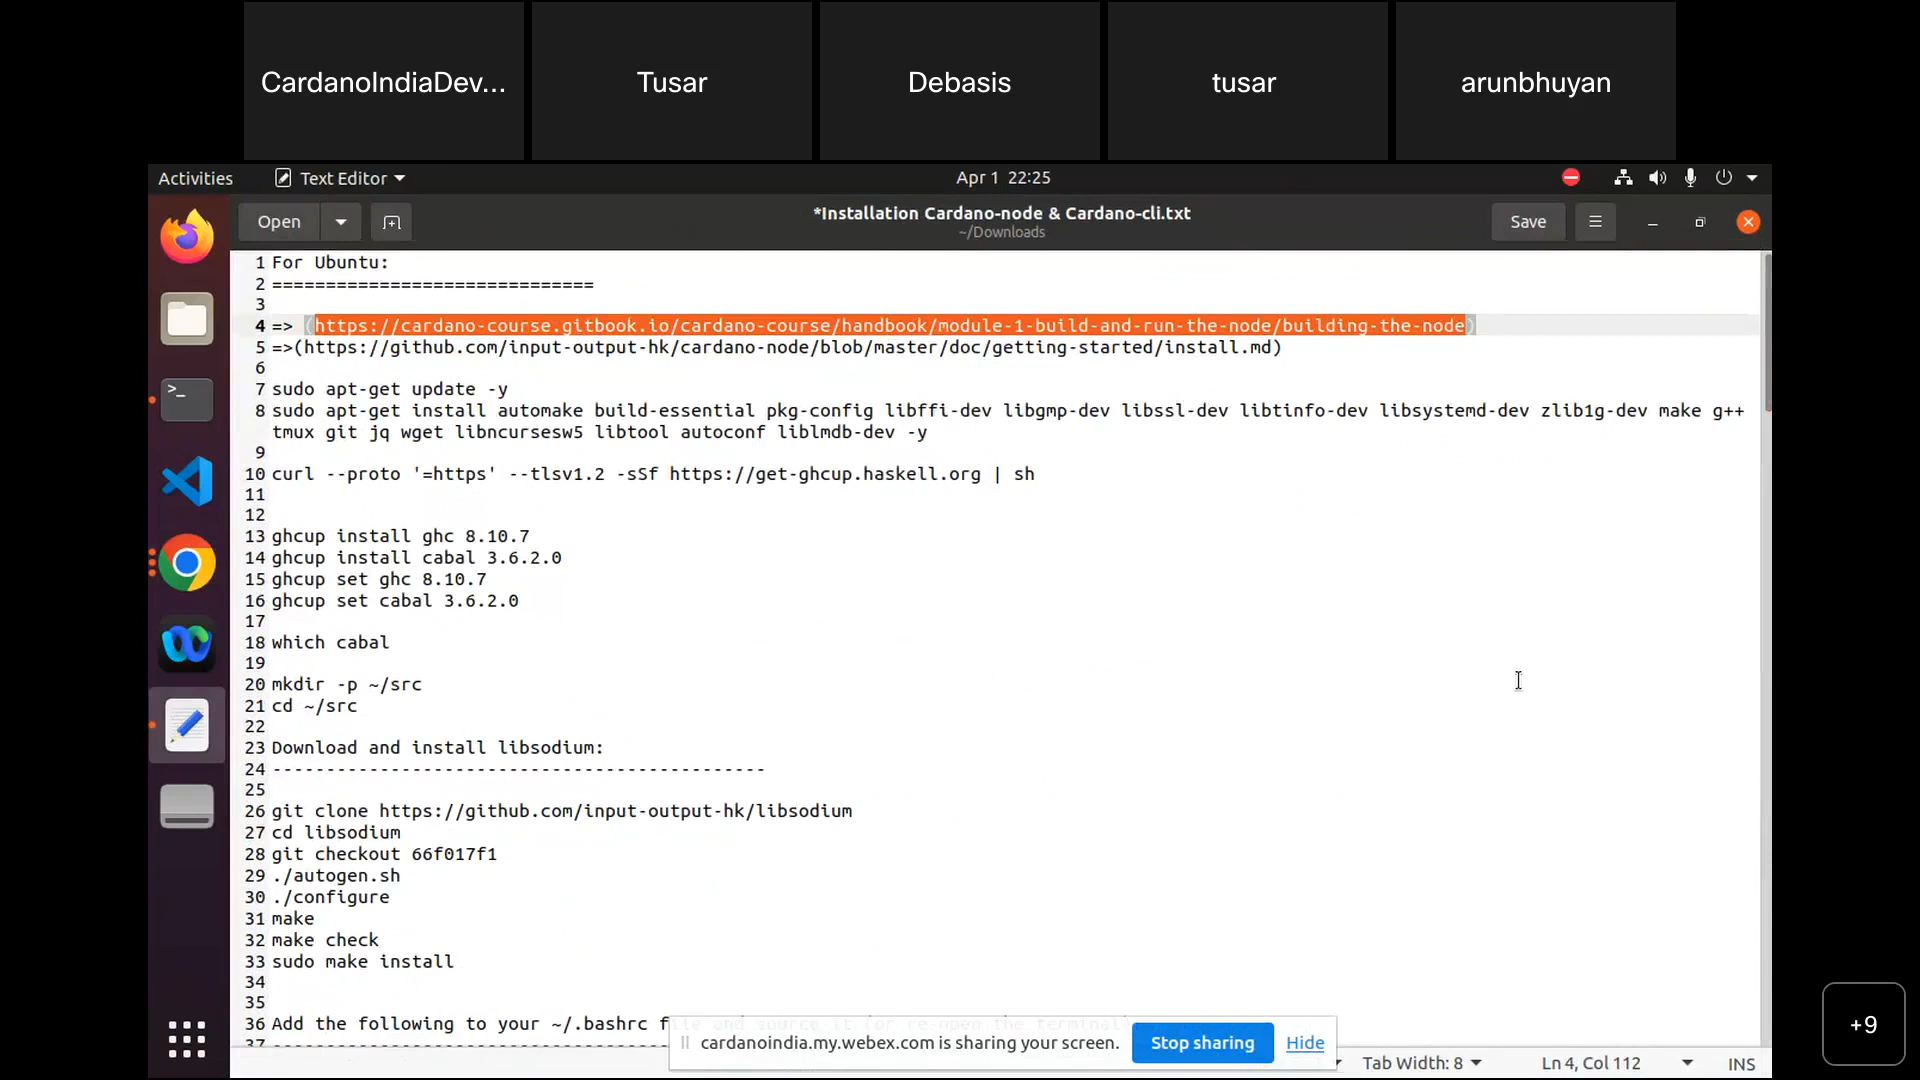 CardanoIndiaDev...
Tusar
Debasis
tusar
arunbhuyan
Activities
Text Editor
Apr 1 22:25
Open
*Installation Cardano-node & Cardano-cli.txt
~/Downloads
Save
1 For Ubuntu:
2 ==============================
3
4 => (https://cardano-course.gitbook.io/cardano-course/handbook/module-1-build-and-run-the-node/building-the-node)
5 =>(https://github.com/input-output-hk/cardano-node/blob/master/doc/getting-started/install.md)
6
7 sudo apt-get update -y
8 sudo apt-get install automake build-essential pkg-config libffi-dev libgmp-dev libssl-dev libtinfo-dev libsystemd-dev zlib1g-dev make g++
tmux git jq wget libncursesw5 libtool autoconf liblmdb-dev -y
9
10 curl --proto '=https' --tlsv1.2 -sSf https://get-ghcup.haskell.org | sh
11
12
13 ghcup install ghc 8.10.7
14 ghcup install cabal 3.6.2.0
15 ghcup set ghc 8.10.7
16 ghcup set cabal 3.6.2.0
17
18 which cabal
19
20 mkdir -p ~/src
21 cd ~/src
22
23 Download and install libsodium:
24 ----------------------------------------------
25
26 git clone https://github.com/input-output-hk/libsodium
27 cd libsodium
28 git checkout 66f017f1
29 ./autogen.sh
30 ./configure
31 make
32 make check
33 sudo make install
34
35
36 Add the following to your ~/.bashrc file and source it (or re-open the terminal)
37
cardanoindia.my.webex.com is sharing your screen.
Stop sharing
Hide
Tab Width: 8
Ln 4, Col 112
INS
+9